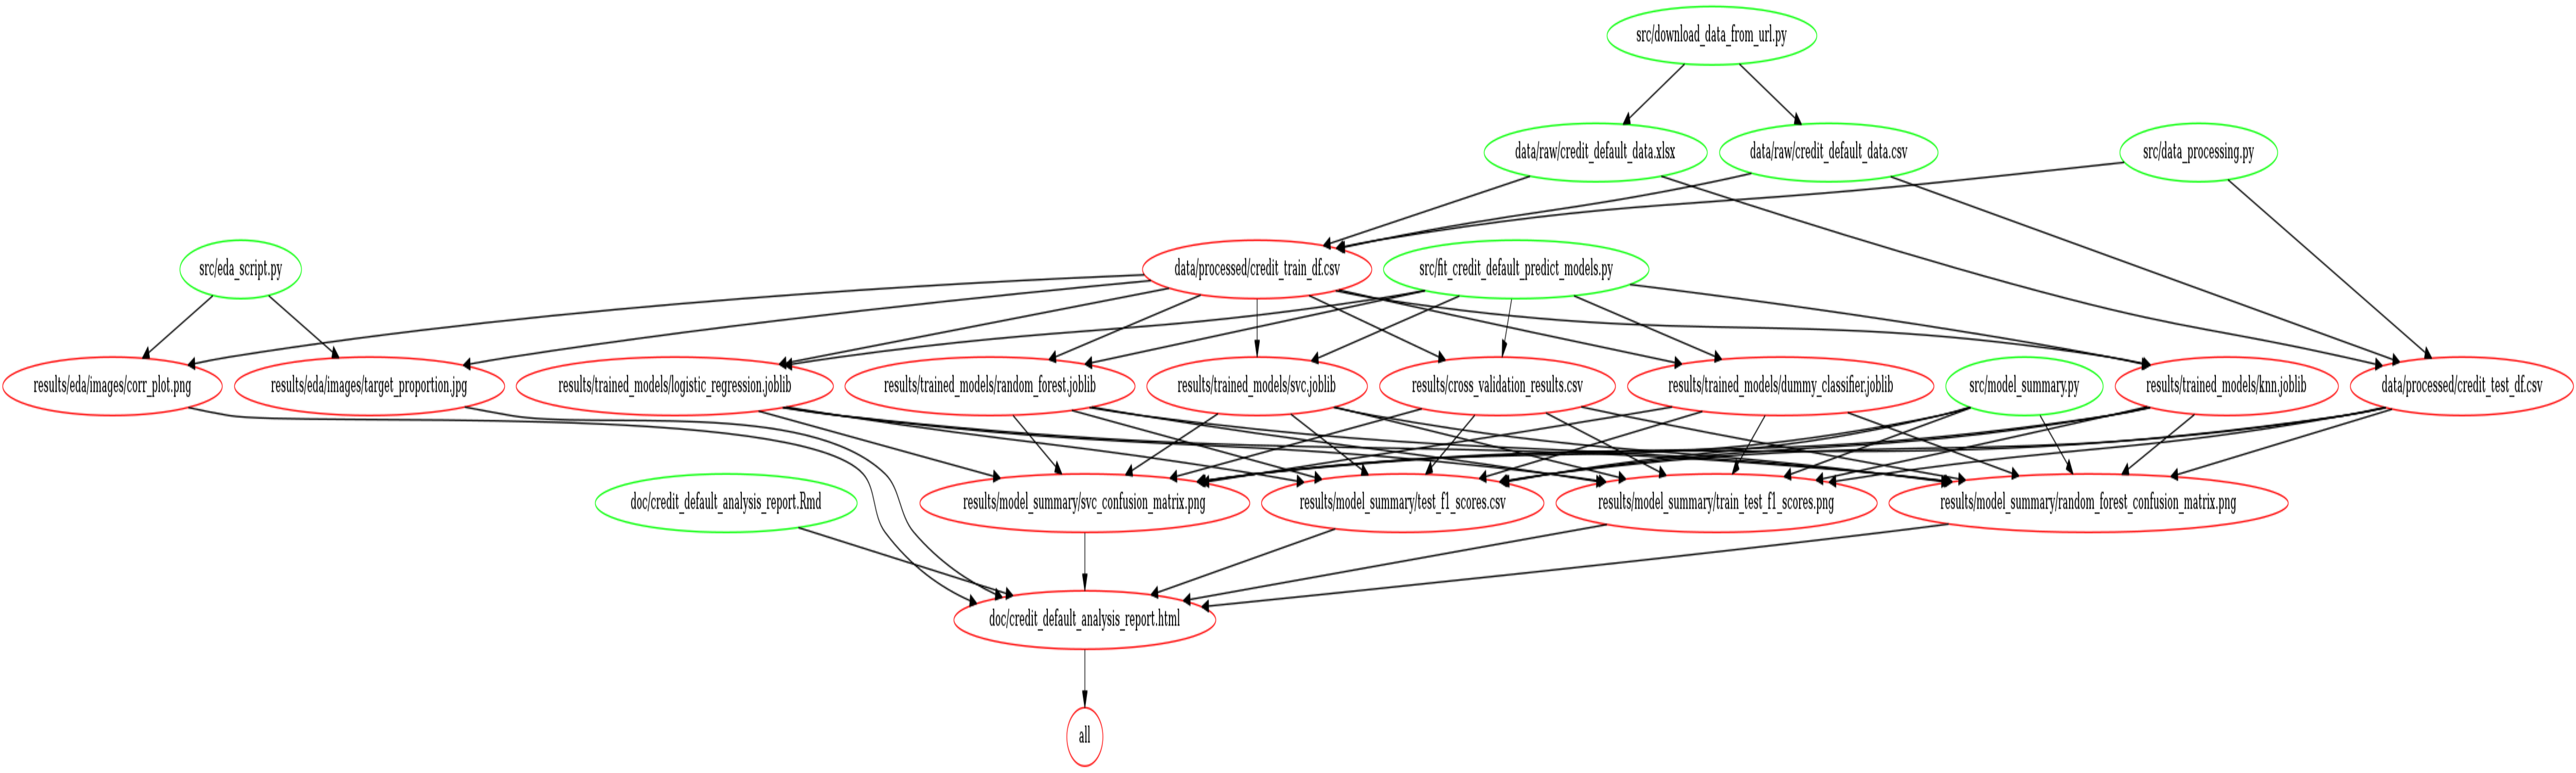 src/download_data_from_url.py
data/raw/credit_default_data.xlsx
data/raw/credit_default_data.csv
src/data_processing.py
src/eda_script.py
data/processed/credit_train_df.csv
src/fit_credit_default_predict_models.py
results/eda/images/corr_plot.png
results/eda/images/target_proportion.jpg
results/trained_models/logistic_regression.joblib
results/trained_models/random_forest.joblib
results/trained_models/svc.joblib
results/cross_validation_results.csv
results/trained_models/dummy_classifier.joblib
src/model_summary.py
results/trained_models/knn.joblib
data/processed/credit_test_df.csv
doc/credit_default_analysis_report.Rmd
results/model_summary/svc_confusion_matrix.png
results/model_summary/test_f1_scores.csv
results/model_summary/train_test_f1_scores.png
results/model_summary/random_forest_confusion_matrix.png
doc/credit_default_analysis_report.html
all